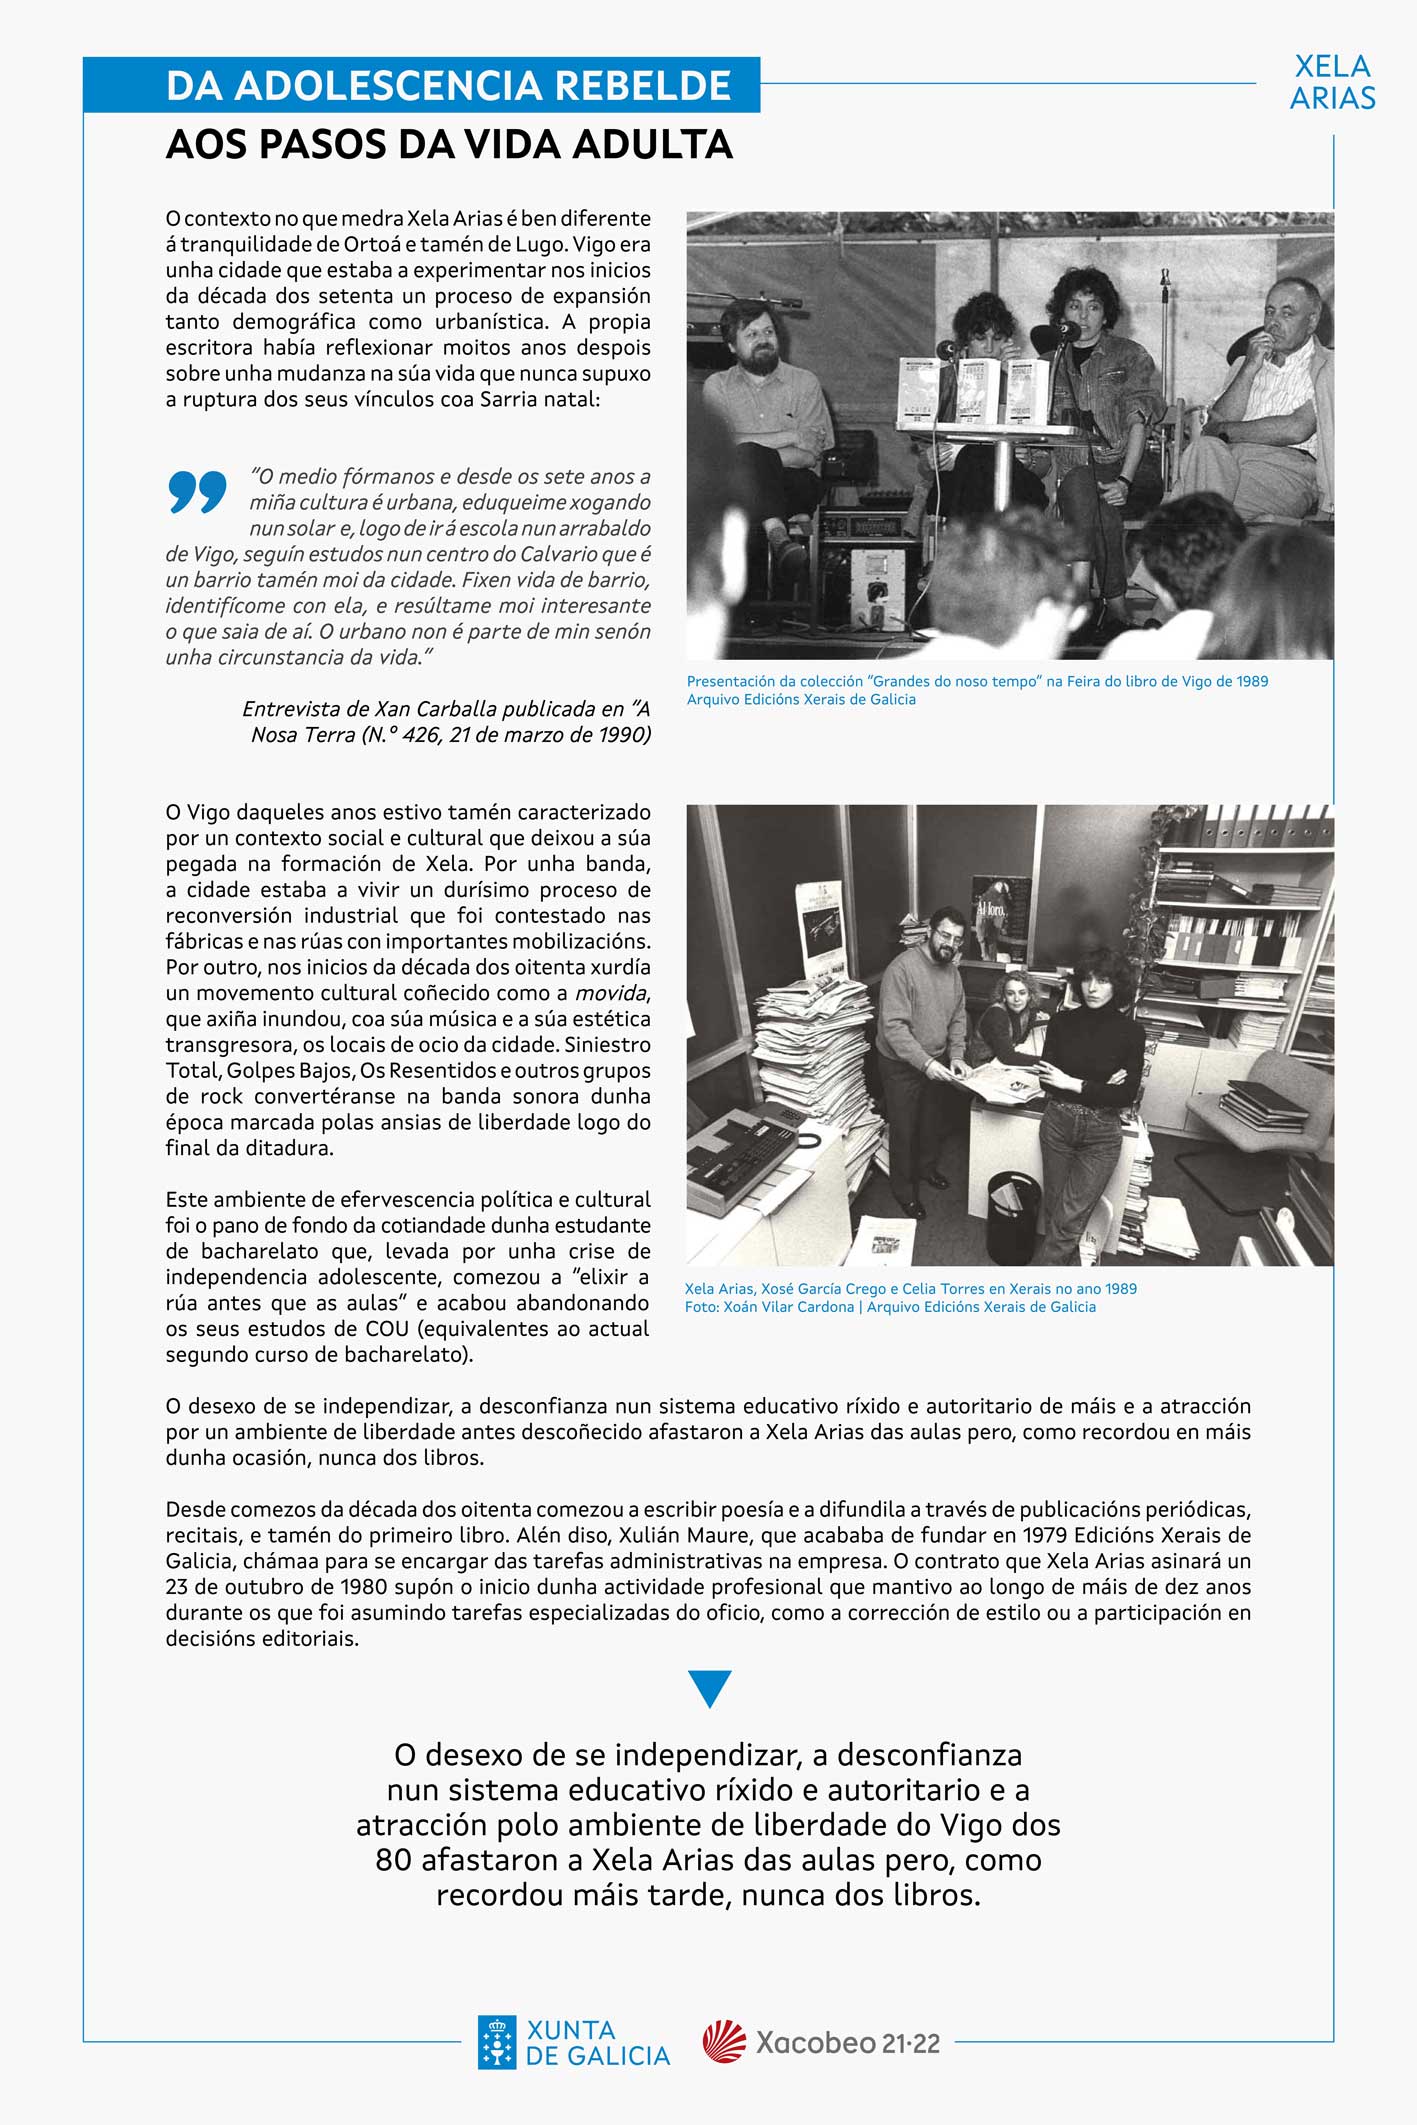 DA ADOLESCENCIA REBELDE
AOS PASOS DA VIDA ADULTA
XELA
ARIAS
O contexto no que medra Xela Arias é ben diferente
á tranquilidade de Ortoá e tamén de Lugo. Vigo era
unha cidade que estaba a experimentar nos inicios
da década dos setenta un proceso de expansión
tanto demográfica como urbanística. A propia
escritora había reflexionar moitos anos despois
sobre unha mudanza na súa vida que nunca supuxo
a ruptura dos seus vínculos coa Sarria natal:
"O medio fórmanos e desde os sete anos a
miña cultura é urbana, eduqueime xogando
nun solar e, logo de ir á escola nun arrabaldo
de Vigo, seguín estudos nun centro do Calvario que é
un barrio tamén moi da cidade. Fixen vida de barrio,
identifícome con ela, e resúltame moi interesante
o que saia de aí. O urbano non é parte de min senón
unha circunstancia da vida."
Entrevista de Xan Carballa publicada en "A
Nosa Terra (N.º 426, 21 de marzo de 1990)
Presentación da colección "Grandes do noso tempo" na Feira do libro de Vigo de 1989
Arquivo Edicións Xerais de Galicia
O Vigo daqueles anos estivo tamén caracterizado
por un contexto social e cultural que deixou a súa
pegada na formación de Xela. Por unha banda,
a cidade estaba a vivir un durísimo proceso de
reconversión industrial que foi contestado nas
fábricas e nas rúas con importantes mobilizacións.
Por outro, nos inicios da década dos oitenta xurdía
un movemento cultural coñecido como a movida,
que axiña inundou, coa súa música e a súa estética
transgresora, os locais de ocio da cidade. Siniestro
Total, Golpes Bajos, Os Resentidos e outros grupos
de rock convertéranse na banda sonora dunha
época marcada polas ansias de liberdade logo do
final da ditadura.
Este ambiente de efervescencia política e cultural
foi o pano de fondo da cotiandade dunha estudante
de bacharelato que, levada por unha crise de
independencia adolescente, comezou a "elixir a
rúa antes que as aulas" e acabou abandonando
os seus estudos de COU (equivalentes ao actual
segundo curso de bacharelato).
Al loro..
Xela Arias, Xosé García Crego e Celia Torres en Xerais no ano 1989
Foto: Xoán Vilar Cardona | Arquivo Edicións Xerais de Galicia
O desexo de se independizar, a desconfianza nun sistema educativo ríxido e autoritario de máis e a atracción
por un ambiente de liberdade antes descoñecido afastaron a Xela Arias das aulas pero, como recordou en máis
dunha ocasión, nunca dos libros.
Desde comezos da década dos oitenta comezou a escribir poesía e a difundila a través de publicacións periódicas,
recitais, e tamén do primeiro libro. Alén diso, Xulián Maure, que acababa de fundar en 1979 Edicións Xerais de
Galicia, chámaa para se encargar das tarefas administrativas na empresa. O contrato que Xela Arias asinará un
23 de outubro de 1980 supón o inicio dunha actividade profesional que mantivo ao longo de máis de dez anos
durante os que foi asumindo tarefas especializadas do oficio, como a corrección de estilo ou a participación en
decisións editoriais.
O desexo de se independizar, a desconfianza
nun sistema educativo ríxido e autoritario e a
atracción polo ambiente de liberdade do Vigo dos
80 afastaron a Xela Arias das aulas pero, como
recordou máis tarde, nunca dos libros.
XUNTA
DE GALICIA
Xacobeo 21·22